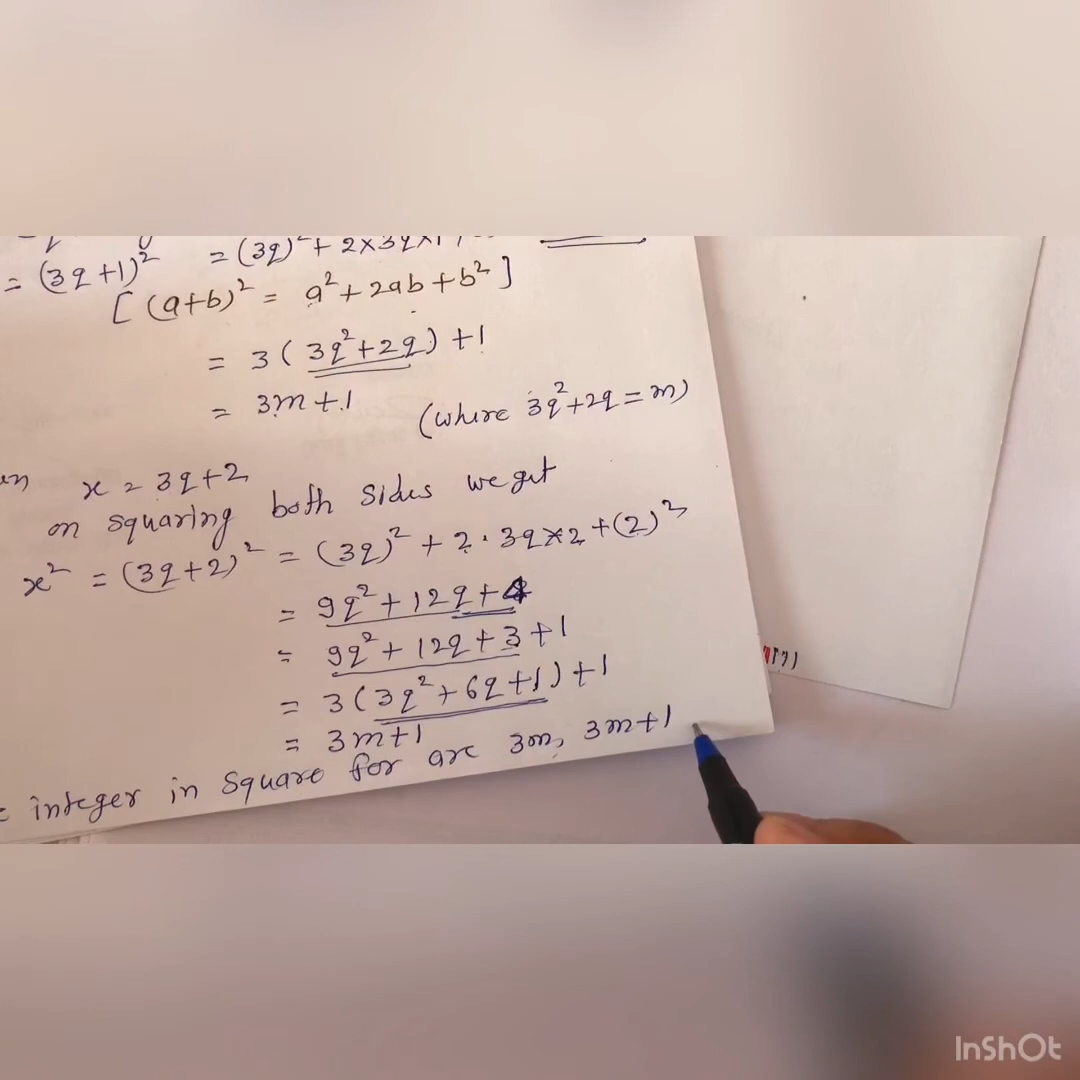 = (3q+1)² = (3q)² + 2×3q×1
[(a+b)² = a² + 2ab + b²]
= 3(3q²+2q)+1
= 3m+1 (where 3q²+2q=m)
x = 3q+2
on squaring both sides we get
x² = (3q+2)² = (3q)² + 2·3q×2+(2)²
= 9q²+12q+4
= 9q²+12q+3+1
= 3(3q²+6q+1)+1
= 3m+1
integer in square for are 3m, 3m+1
InShOt